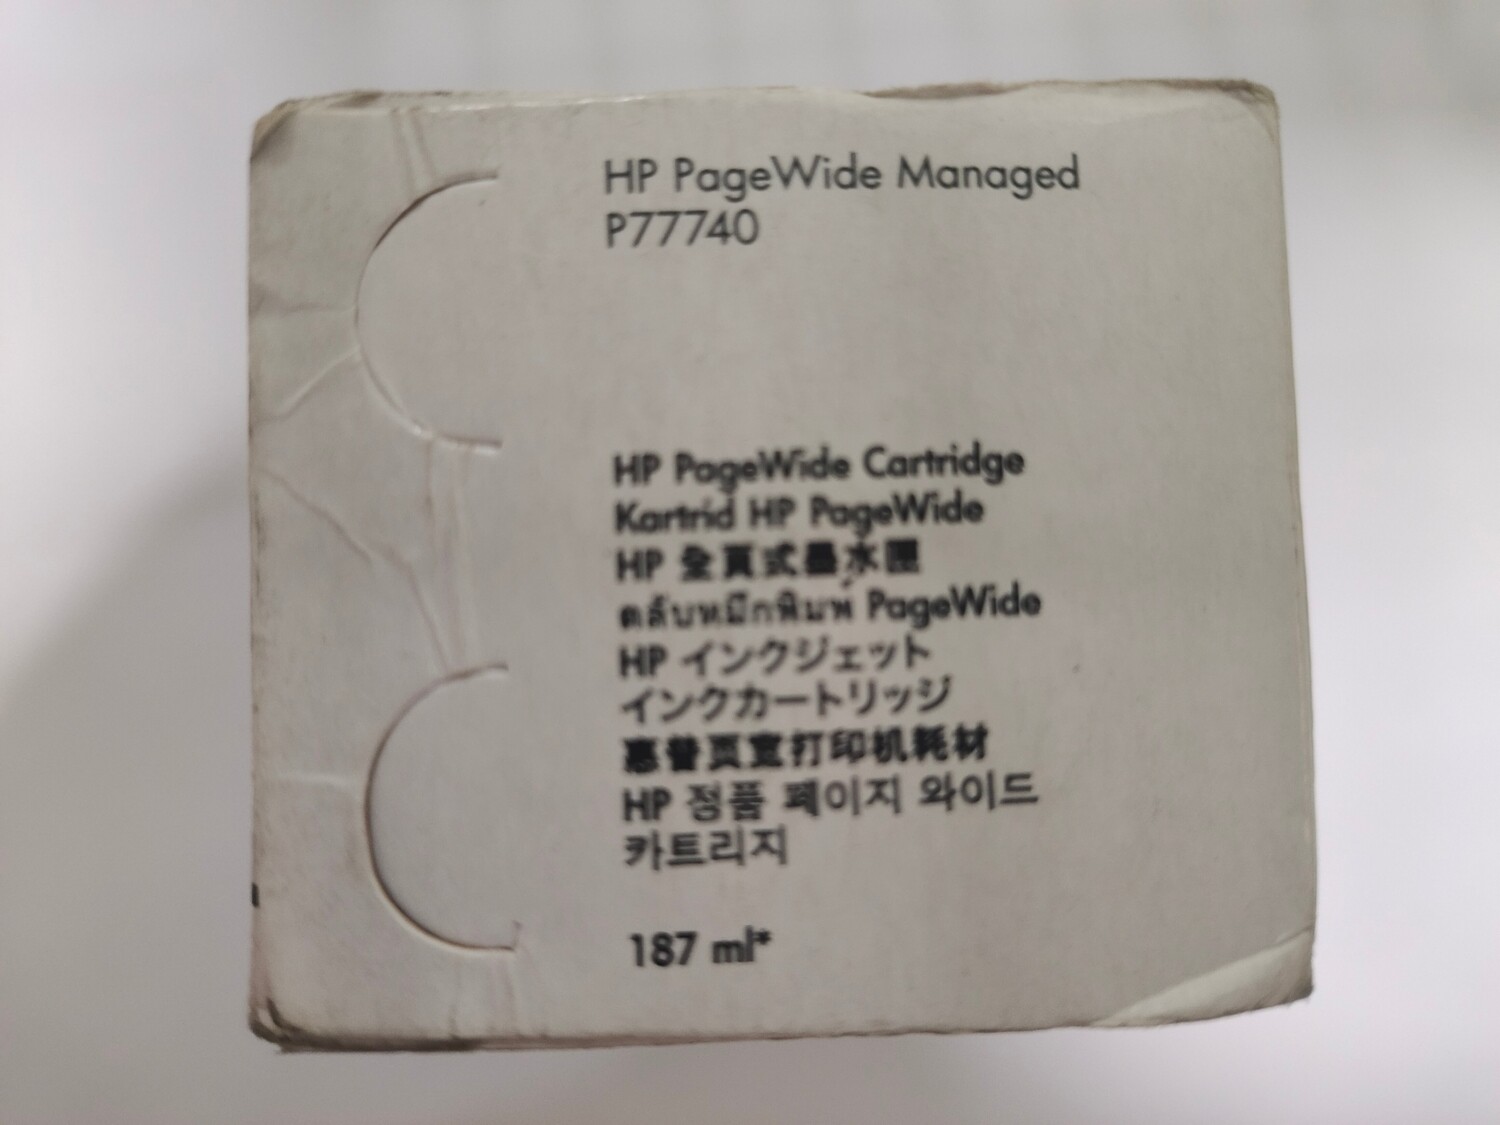 HP PageWide Managed
P77740
HP PageWide Cartridge
Kartrid HP PageWide
HP 全頁式墨水匣
ตลับหมึกพิมพ์ PageWide
HP インクジェット
インクカートリッジ
惠普页宽打印机耗材
HP 정품 페이지 와이드
카트리지
187 ml*